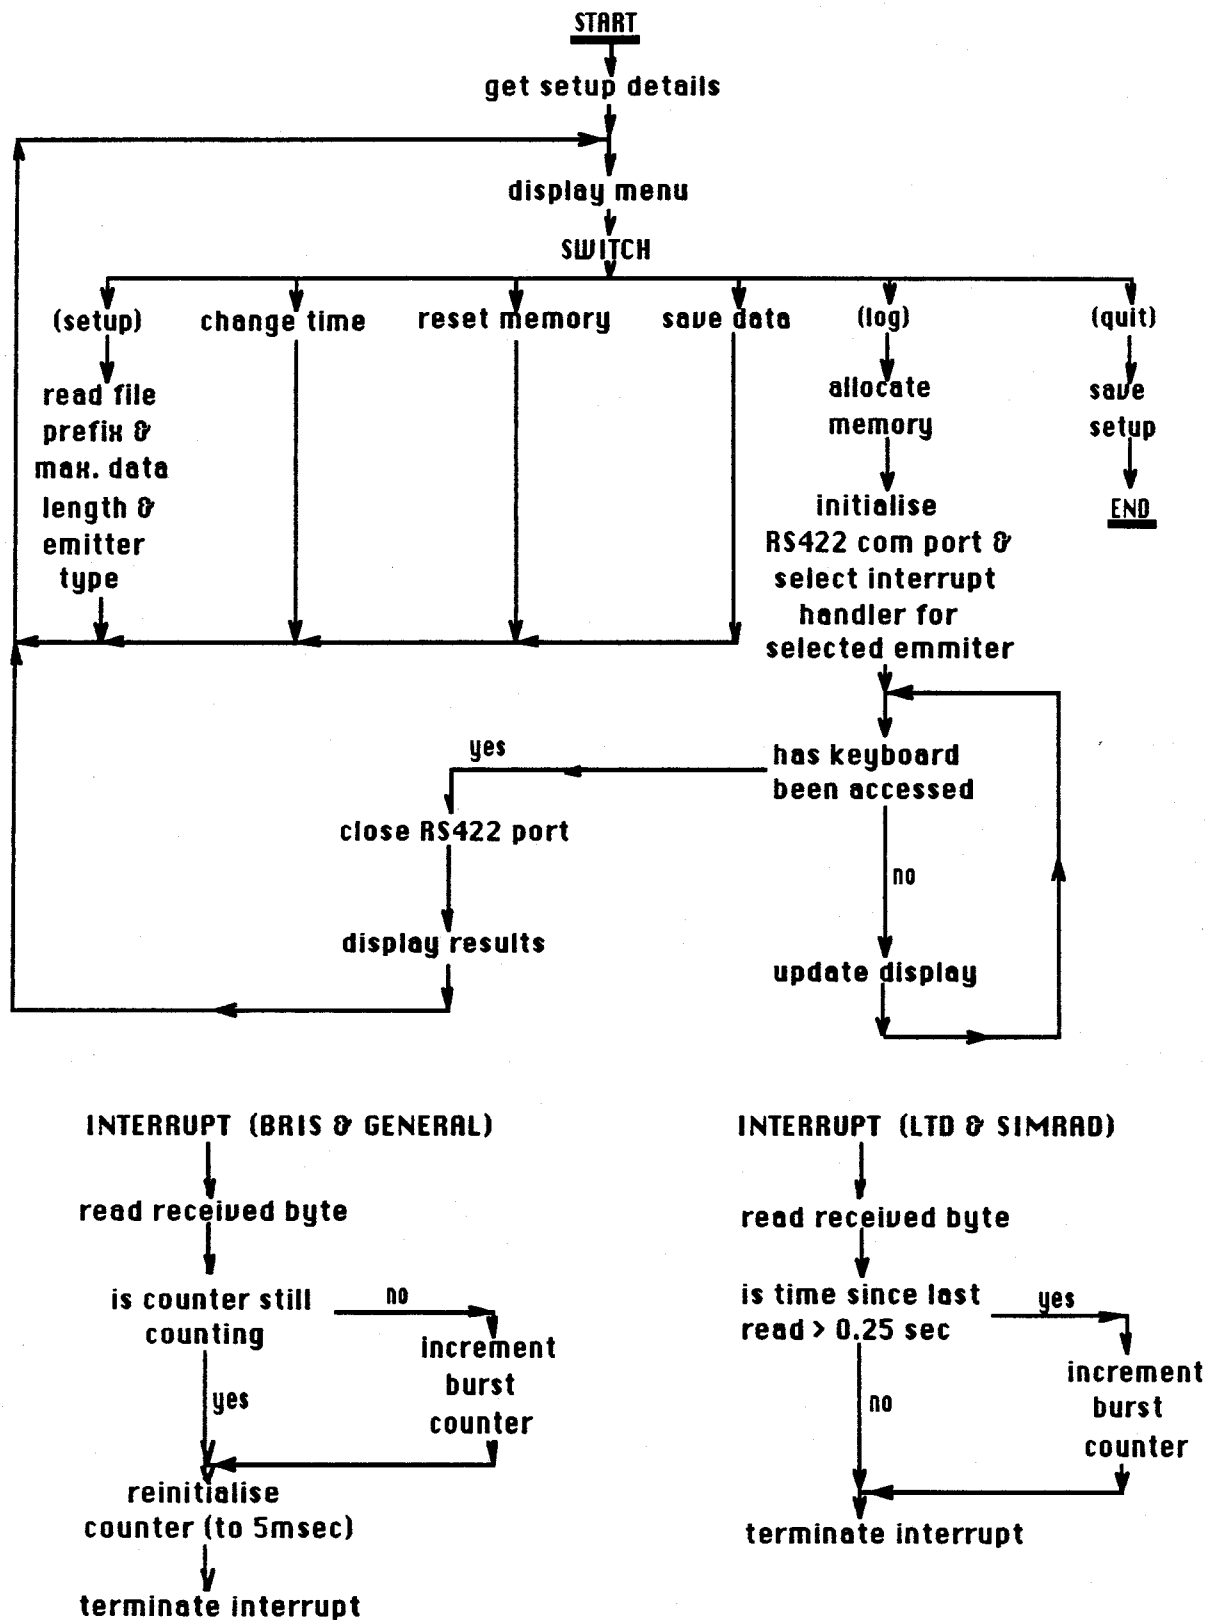 START
get setup details
display menu
SWITCH
(setup)
change time
reset memory
save data
(log)
(quit)
read file
prefix &
max. data
length &
emitter
type
allocate
memory
save
setup
END
initialise
RS422 com port &
select interrupt
handler for
selected emmiter
yes
has keyboard
been accessed
close RS422 port
no
display results
update display
INTERRUPT (BRIS & GENERAL)
read received byte
is counter still
counting
no
increment
burst
counter
yes
reinitialise
counter (to 5msec)
terminate interrupt
INTERRUPT (LTD & SIMRAD)
read received byte
is time since last
read > 0.25 sec
yes
increment
burst
counter
no
terminate interrupt